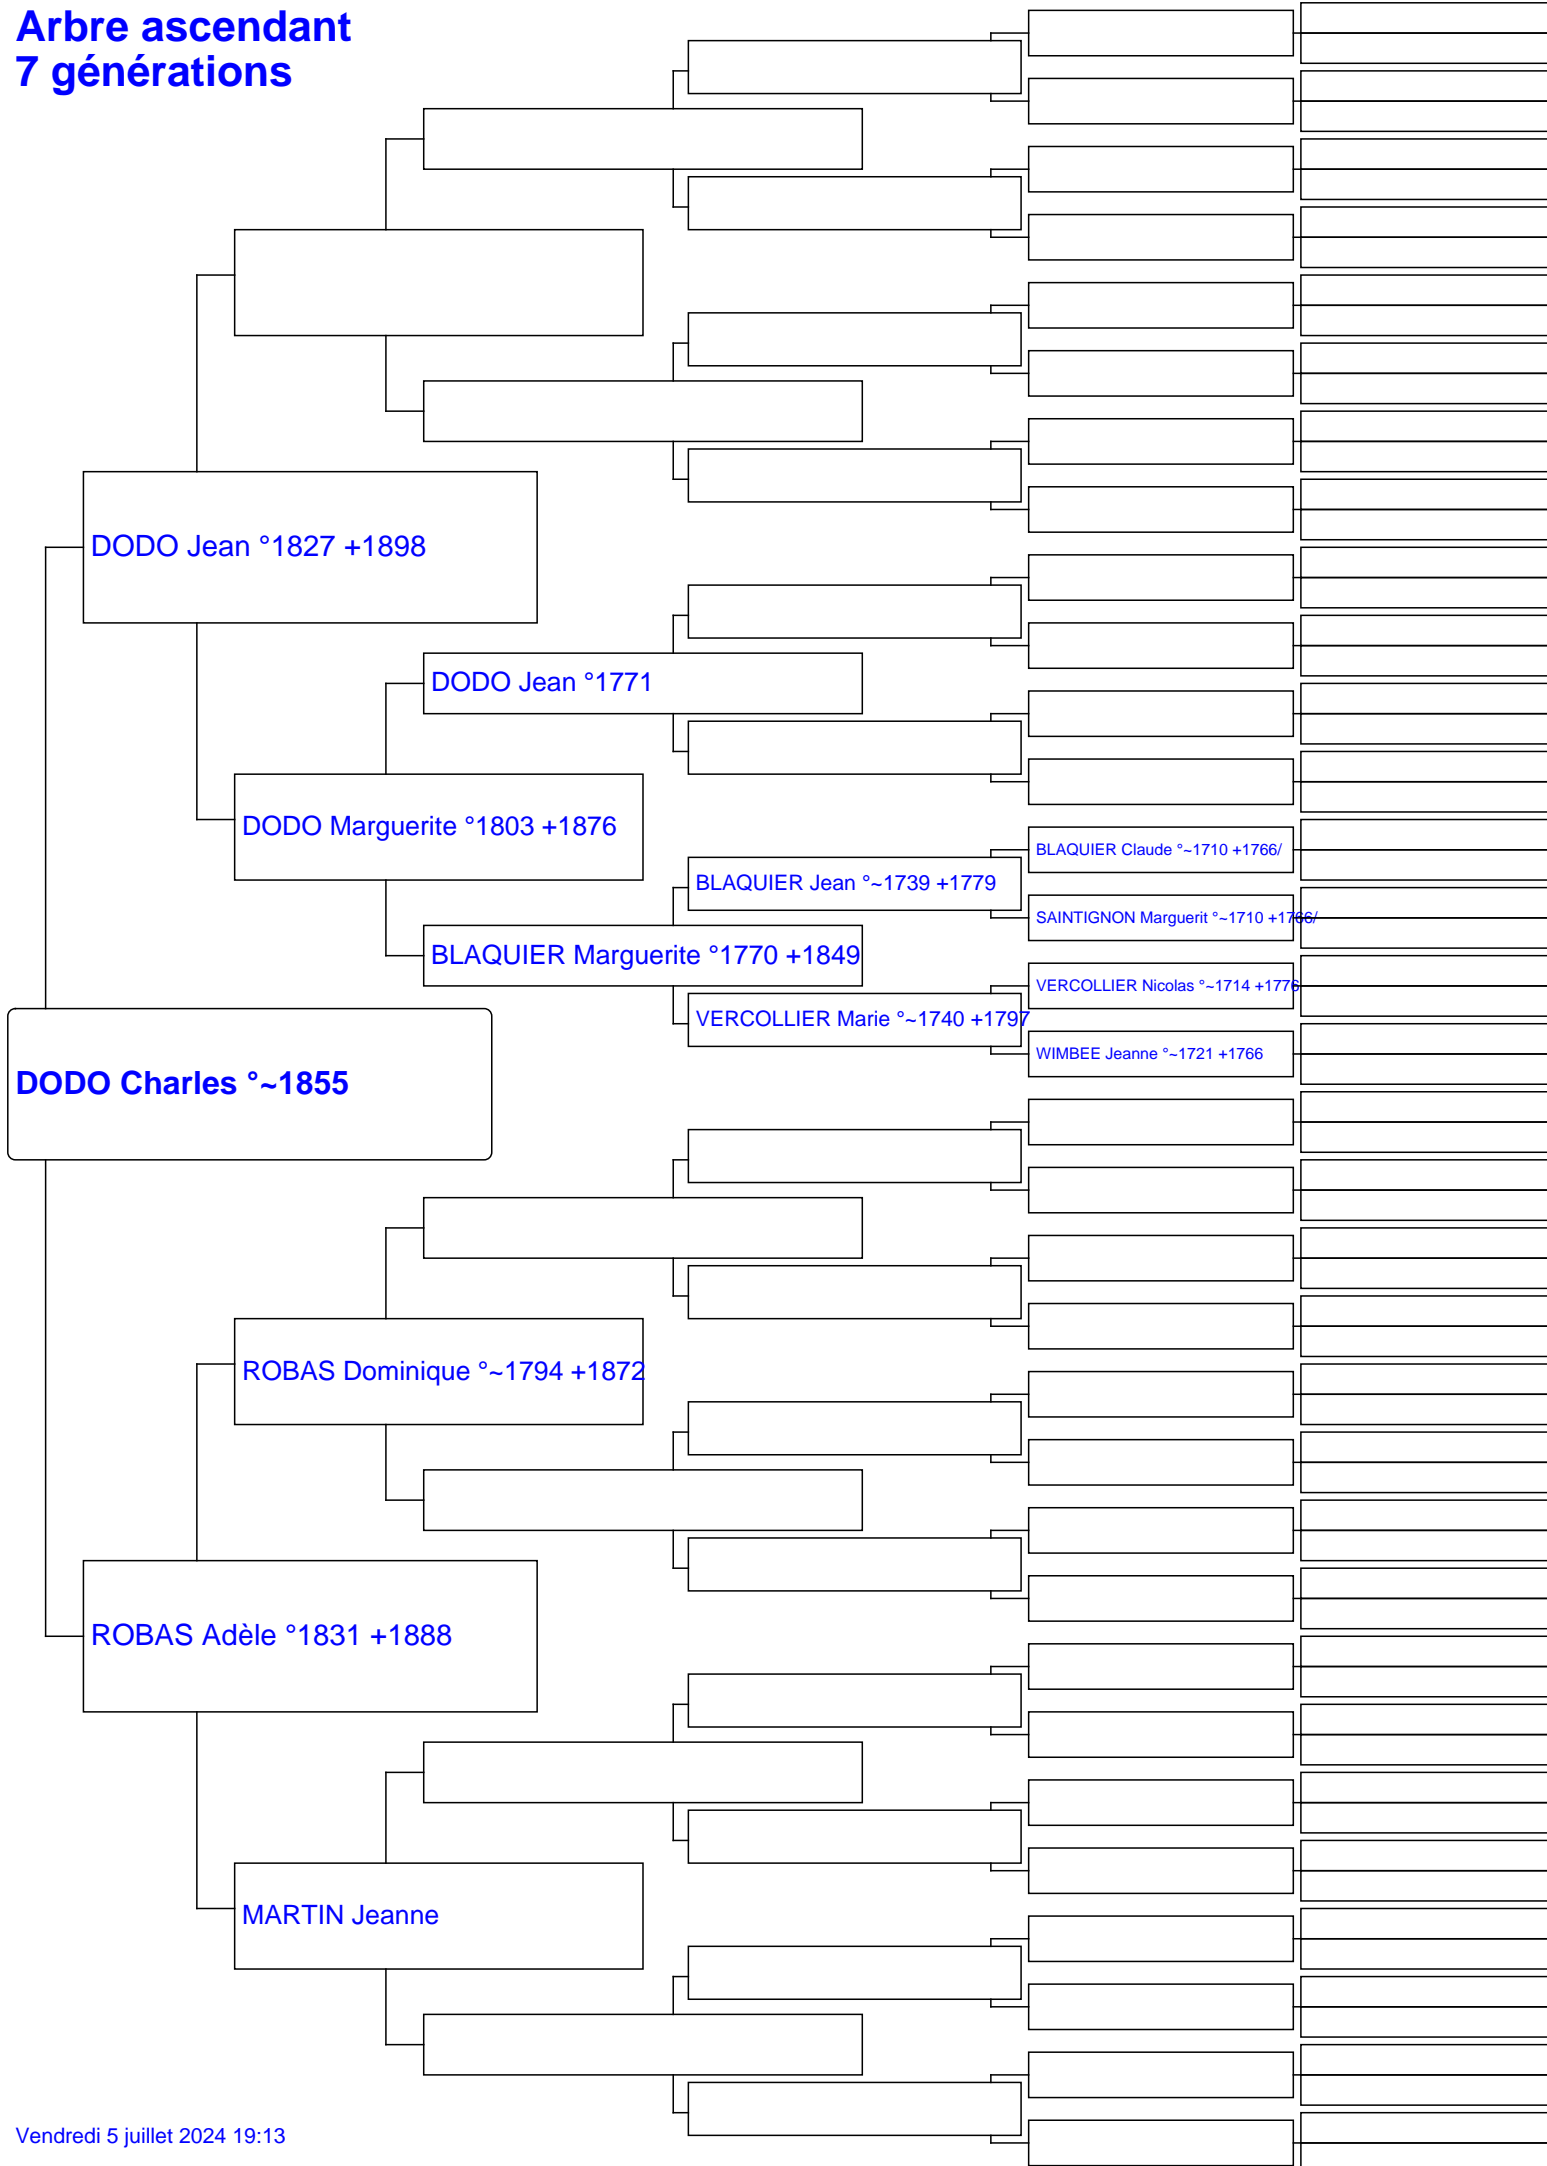 Arbre ascendant
7 générations
DODO Jean °1827 +1898
DODO Jean °1771
DODO Marguerite °1803 +1876
BLAQUIER Claude °~1710 +1766/
BLAQUIER Jean °~1739 +1779
SAINTIGNON Marguerit °~1710 +1766/
BLAQUIER Marguerite °1770 +1849
VERCOLLIER Nicolas °~1714 +1776
VERCOLLIER Marie °~1740 +1797
WIMBEE Jeanne °~1721 +1766
DODO Charles °~1855
ROBAS Dominique °~1794 +1872
ROBAS Adèle °1831 +1888
MARTIN Jeanne
Vendredi 5 juillet 2024 19:13